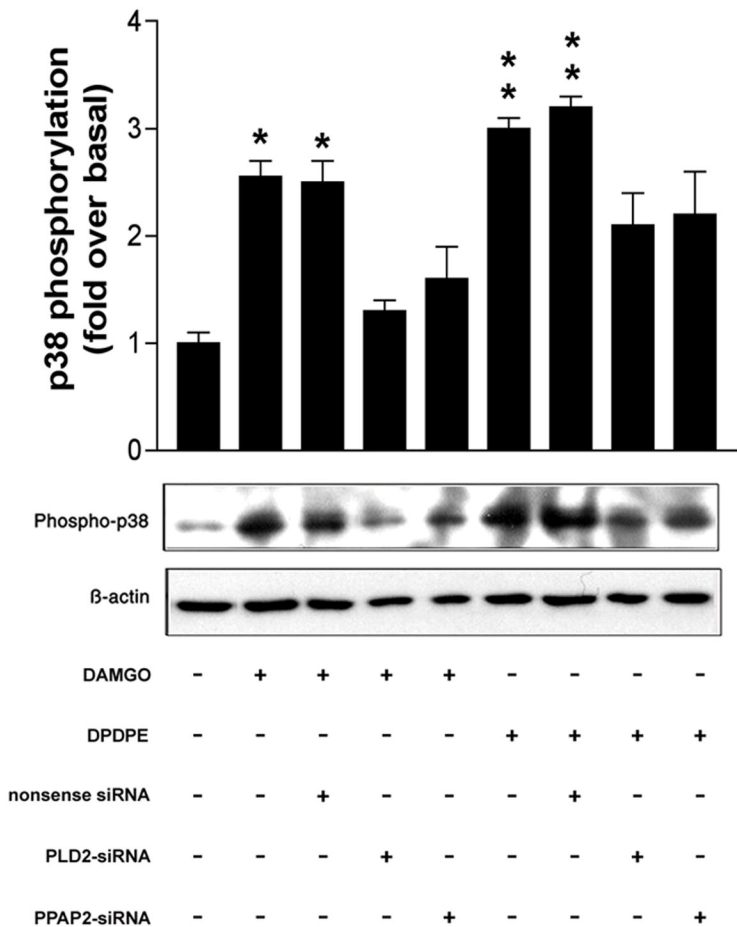 p38 phosphorylation
(fold over basal)
4
3
2
1
0
* * ** **
Phospho-p38
ß-actin
DAMGO - + + + + - - - -
DPDPE - - - - - + + + +
nonsense siRNA - - + - - - + - -
PLD2-siRNA - - - + - - - + -
PPAP2-siRNA - - - - + - - - +